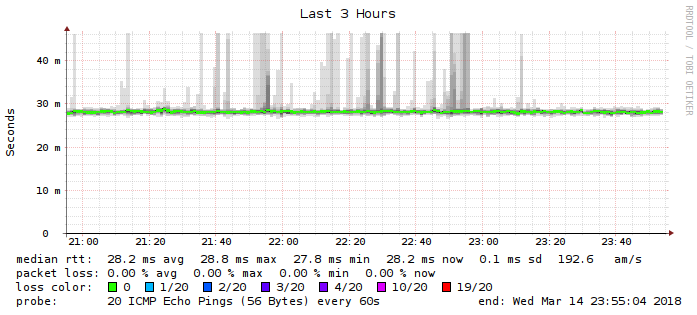 Last 3 Hours
RRDTOOL / TOBI OETIKER
Seconds
40 m
30 m
20 m
10 m
0
21:00 21:20 21:40 22:00 22:20 22:40 23:00 23:20 23:40
median rtt: 28.2 ms avg 28.8 ms max 27.8 ms min 28.2 ms now 0.1 ms sd 192.6 am/s
packet loss: 0.00 % avg 0.00 % max 0.00 % min 0.00 % now
loss color: 0 1/20 2/20 3/20 4/20 10/20 19/20
probe: 20 ICMP Echo Pings (56 Bytes) every 60s end: Wed Mar 14 23:55:04 2018